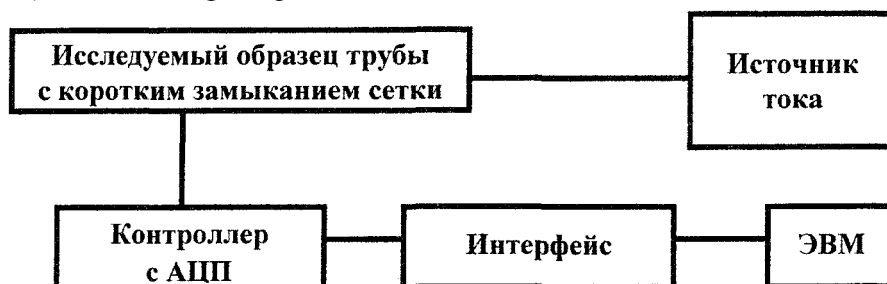 Исследуемый образец трубы
с коротким замыканием сетки
Источник
тока
Контроллер
с АЦП
Интерфейс
ЭВМ